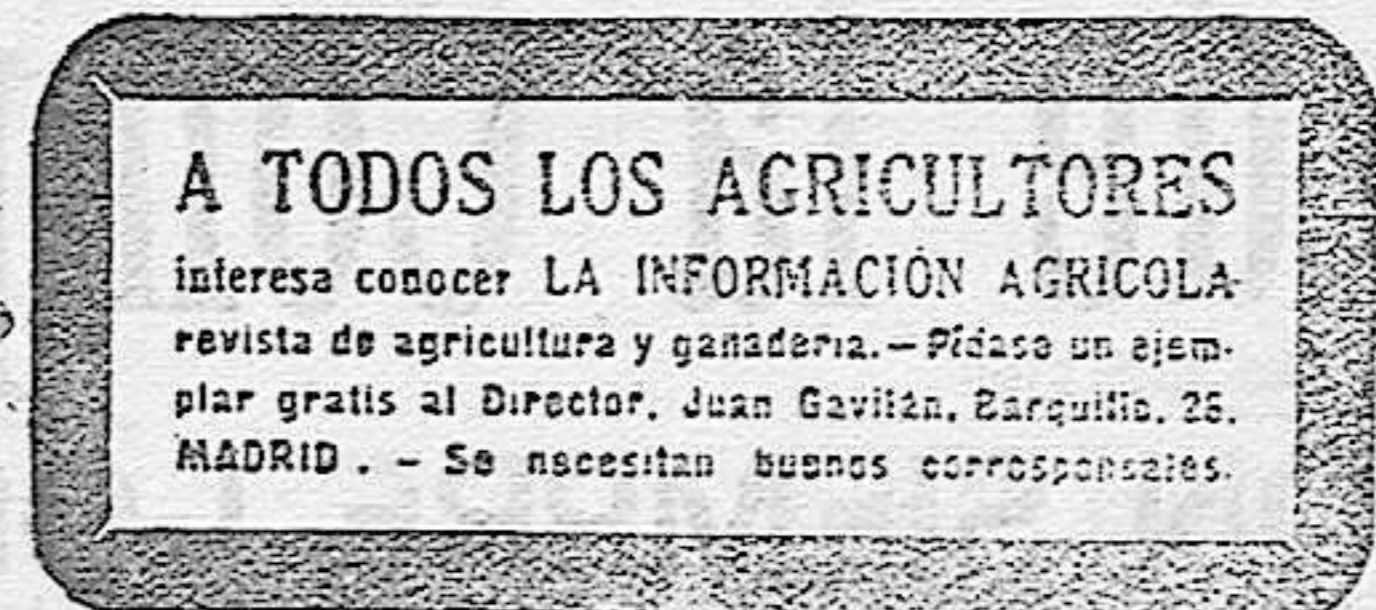 A TODOS LOS AGRICULTORES
interesa conocer LA INFORMACIÓN AGRICOLA
revista de agricultura y ganadería.—Pídase un ejem-
plar gratis al Director, Juan Gavilán, Barquillo,
MADRID. – Se necesitan buenos corresponsales.